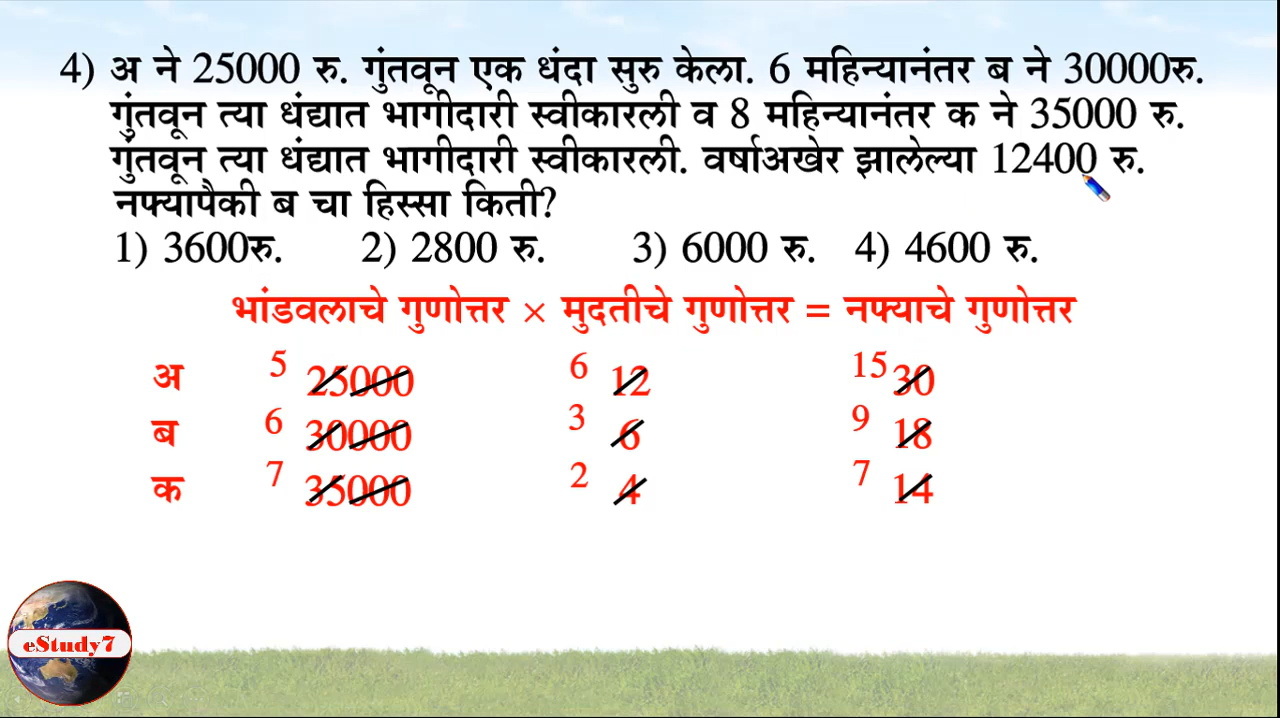 4) अ ने 25000 रु. गुंतवून एक धंदा सुरु केला. 6 महिन्यानंतर ब ने 30000रु.
गुंतवून त्या धंद्यात भागीदारी स्वीकारली व 8 महिन्यानंतर क ने 35000 रु.
गुंतवून त्या धंद्यात भागीदारी स्वीकारली. वर्षाअखेर झालेल्या 12400 रु.
नफ्यापैकी ब चा हिस्सा किती?
1) 3600रु. 2) 2800 रु. 3) 6000 रु. 4) 4600 रु.
भांडवलाचे गुणोत्तर × मुदतीचे गुणोत्तर = नफ्याचे गुणोत्तर
अ 5 25000 6 12 15 30
ब 6 30000 3 6 9 18
क 7 35000 2 4 7 14
eStudy7